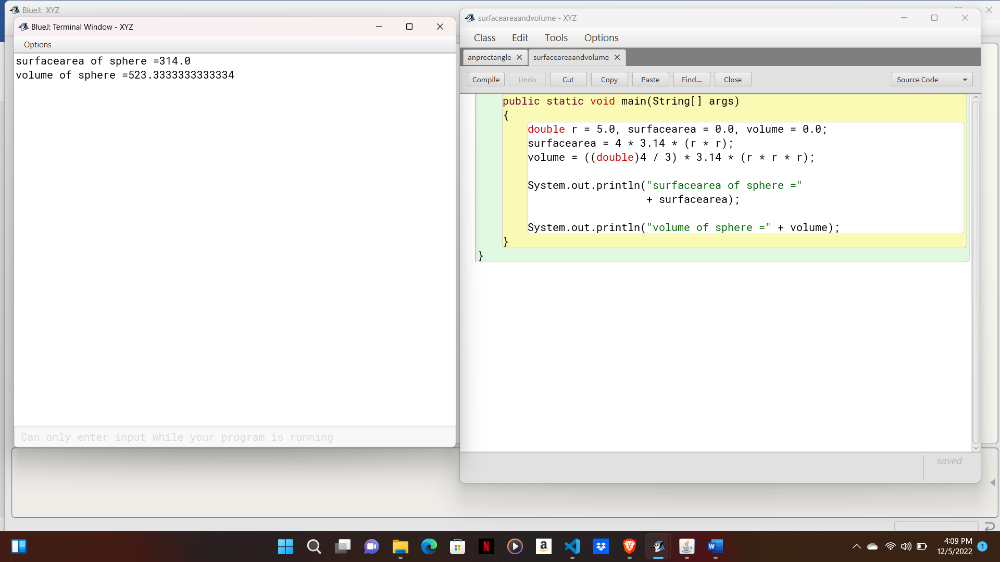 BlueJ: XYZ
BlueJ: Terminal Window - XYZ
Options
surfacearea of sphere =314.0
volume of sphere =523.3333333333334
Can only enter input while your program is running
surfaceareaandvolume - XYZ
Class Edit Tools Options
anprectangle surfaceareaandvolume
Compile Undo Cut Copy Paste Find... Close Source Code
public static void main(String[] args)
{
double r = 5.0, surfacearea = 0.0, volume = 0.0;
surfacearea = 4 * 3.14 * (r * r);
volume = ((double)4 / 3) * 3.14 * (r * r * r);
System.out.println("surfacearea of sphere ="
+ surfacearea);
System.out.println("volume of sphere =" + volume);
}
}
saved
N a W
4:09 PM
12/5/2022 1